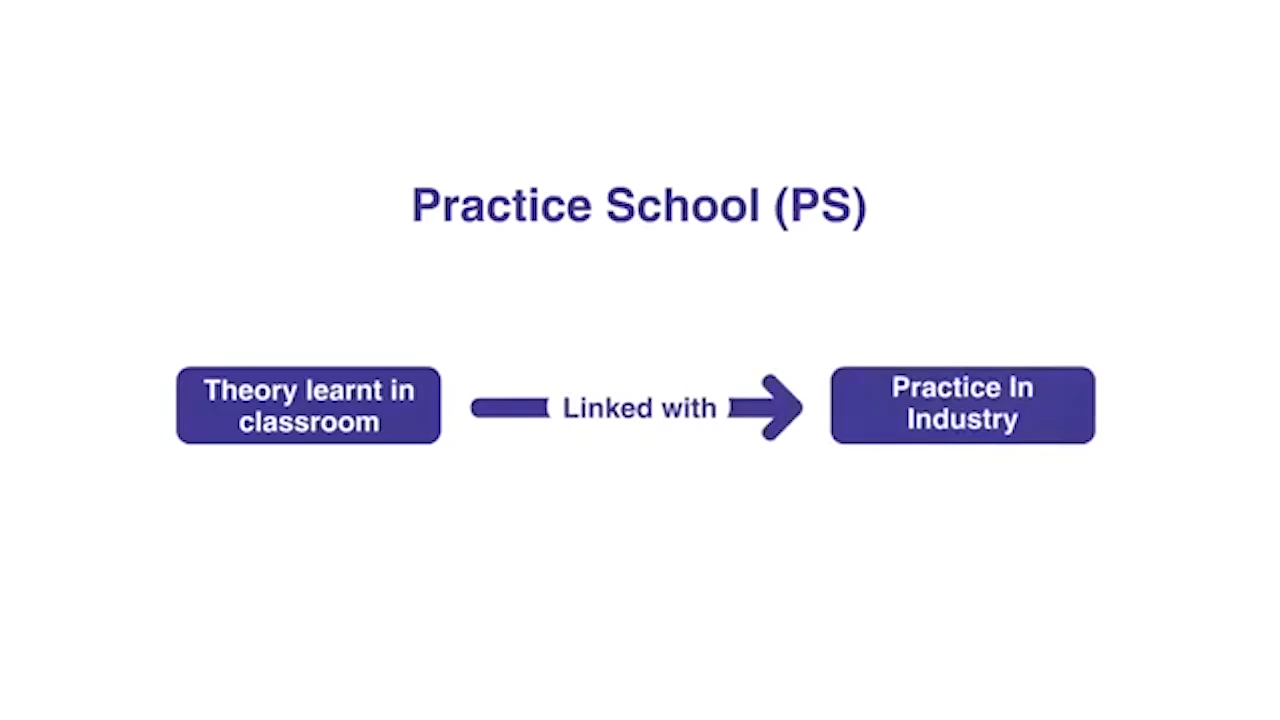 Practice School (PS)
Theory learnt in
classroom
Linked with
Practice In
Industry